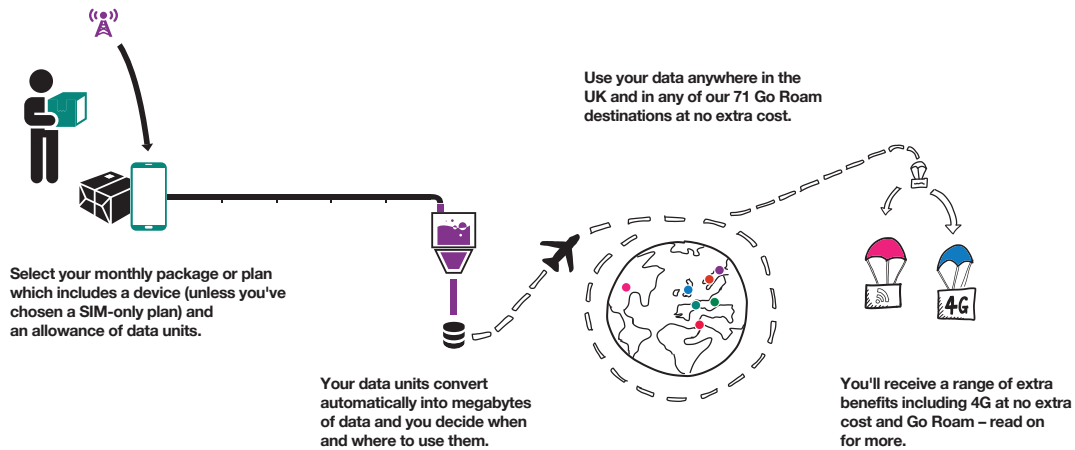 Select your monthly package or plan
which includes a device (unless you've
chosen a SIM-only plan) and
an allowance of data units.
Your data units convert
automatically into megabytes
of data and you decide when
and where to use them.
Use your data anywhere in the
UK and in any of our 71 Go Roam
destinations at no extra cost.
4G
You'll receive a range of extra
benefits including 4G at no extra
cost and Go Roam – read on
for more.